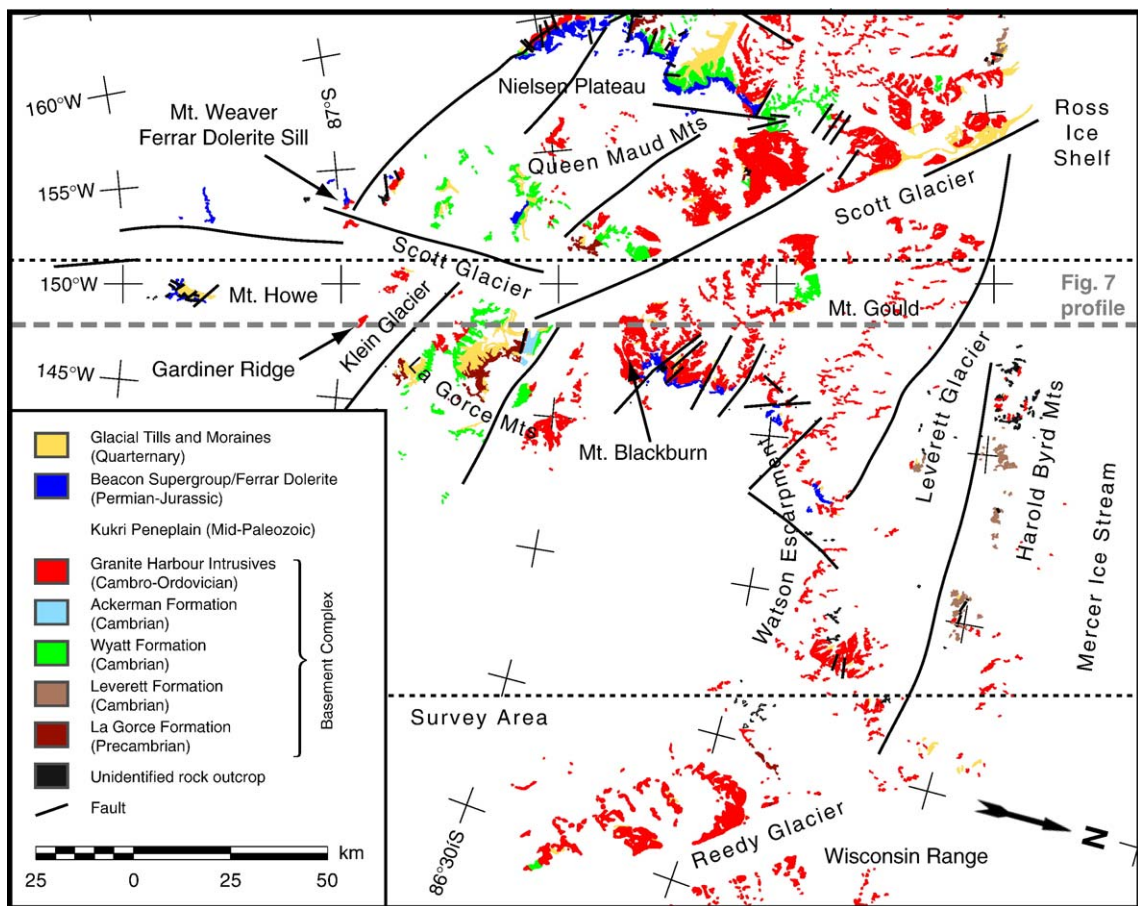 160°W
87°S
Mt. Weaver
Ferrar Dolerite Sill
Nielsen Plateau
Queen Maud Mts
Ross
Ice
Shelf
155°W
Scott Glacier
Scott Glacier
150°W
Mt. Howe
Klein Glacier
Mt. Gould
Fig. 7
profile
Gardiner Ridge
145°W
La Gorce Mts
Mt. Blackburn
Watson Escarpment
Leverett Glacier
Harold Byrd Mts
Mercer Ice Stream
Glacial Tills and Moraines
(Quarternary)
Beacon Supergroup/Ferrar Dolerite
(Permian-Jurassic)
Kukri Peneplain (Mid-Paleozoic)
Granite Harbour Intrusives
(Cambro-Ordovician)
Ackerman Formation
(Cambrian)
Wyatt Formation
(Cambrian)
Leverett Formation
(Cambrian)
La Gorce Formation
(Precambrian)
Basement Complex
Unidentified rock outcrop
Fault
km
25 0 25 50
Survey Area
86°30iS
Reedy Glacier
Wisconsin Range
N